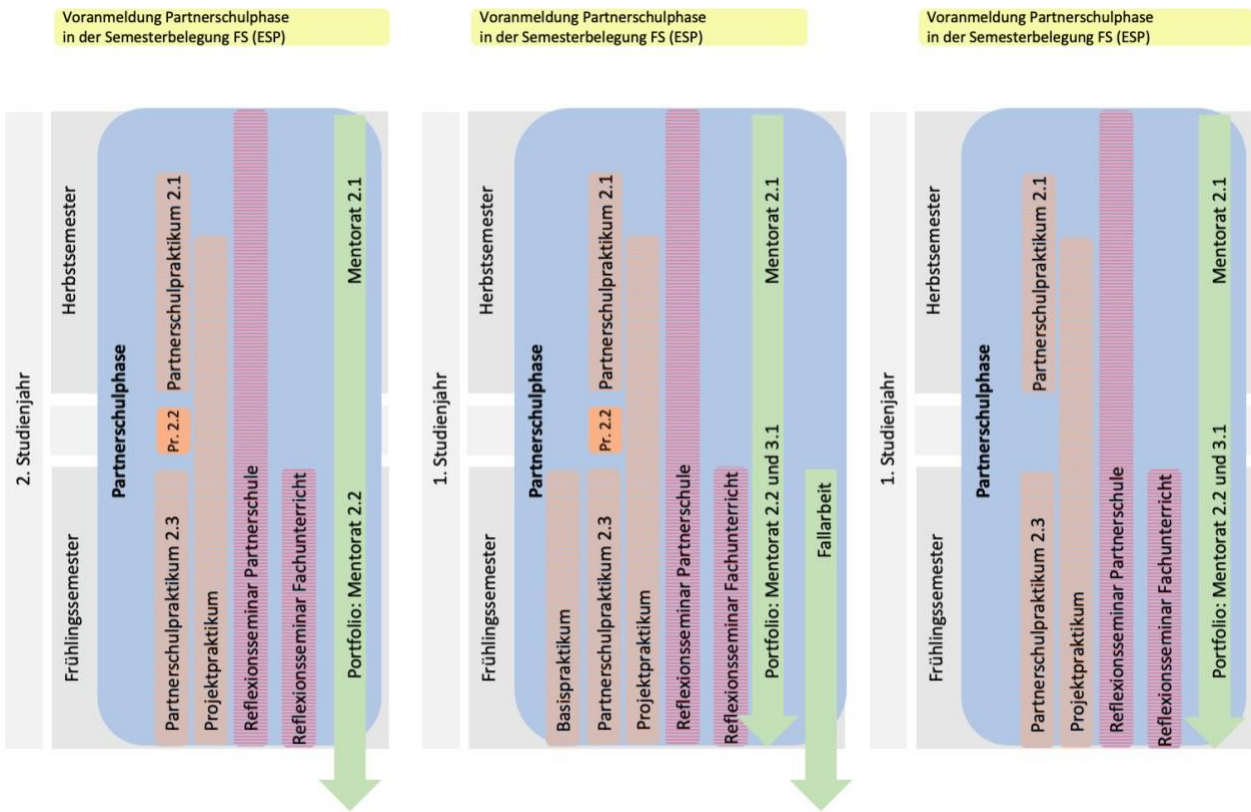 Voranmeldung Partnerschulphase
in der Semesterbelegung FS (ESP)
2. Studienjahr
Herbstsemester
Frühlingssemester
Partnerschulphase
Partnerschulpraktikum 2.1
Pr. 2.2
Partnerschulpraktikum 2.3
Projektpraktikum
Reflexionsseminar Partnerschule
Reflexionsseminar Fachunterricht
Mentorat 2.1
Portfolio: Mentorat 2.2
Voranmeldung Partnerschulphase
in der Semesterbelegung FS (ESP)
1. Studienjahr
Herbstsemester
Frühlingssemester
Partnerschulphase
Basispraktikum
Partnerschulpraktikum 2.1
Pr. 2.2
Partnerschulpraktikum 2.3
Projektpraktikum
Reflexionsseminar Partnerschule
Reflexionsseminar Fachunterricht
Mentorat 2.1
Portfolio: Mentorat 2.2 und 3.1
Fallarbeit
Voranmeldung Partnerschulphase
in der Semesterbelegung FS (ESP)
1. Studienjahr
Herbstsemester
Frühlingssemester
Partnerschulphase
Partnerschulpraktikum 2.1
Partnerschulpraktikum 2.3
Projektpraktikum
Reflexionsseminar Partnerschule
Reflexionsseminar Fachunterricht
Mentorat 2.1
Portfolio: Mentorat 2.2 und 3.1